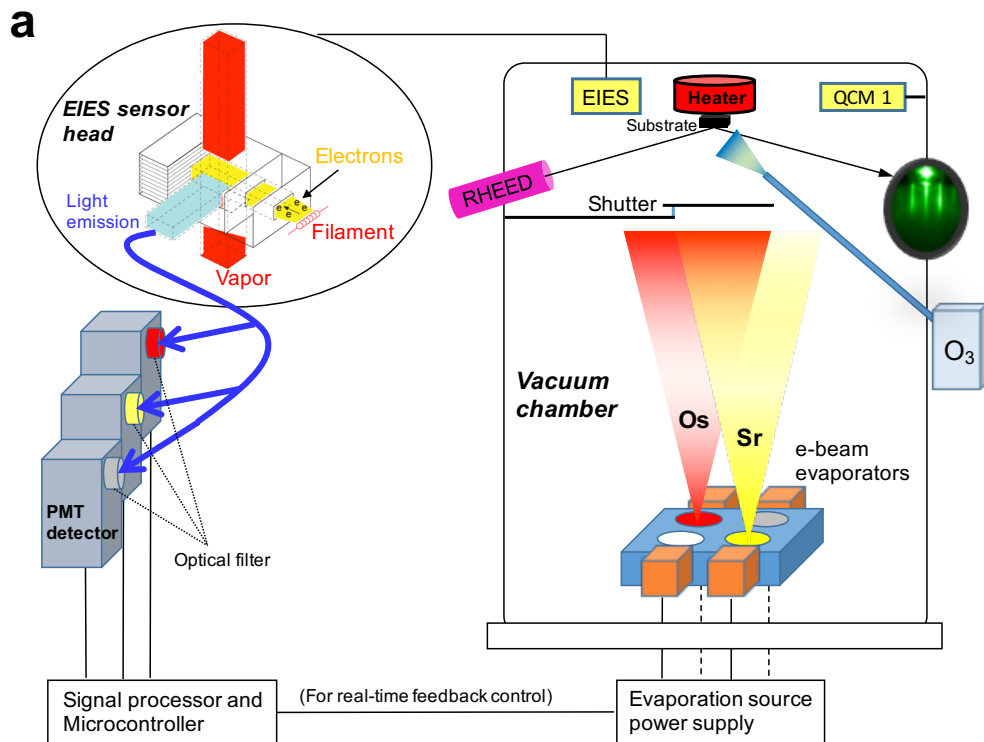 a
EIES sensor
head
Electrons
e e e e
Light
emission
Filament
Vapor
PMT
detector
Optical filter
EIES
Heater
QCM 1
Substrate
RHEED
Shutter
O3
Vacuum
chamber
Os
Sr
e-beam
evaporators
Signal processor and
Microcontroller
(For real-time feedback control)
Evaporation source
power supply